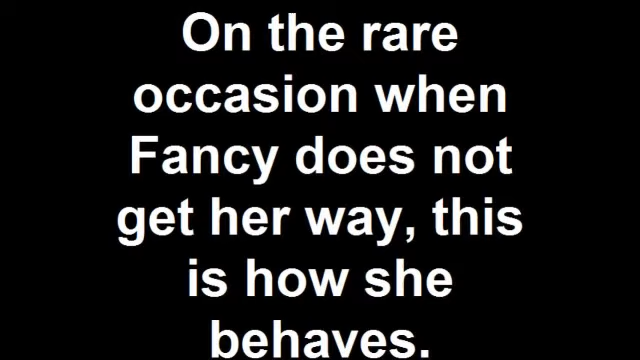 On the rare
occasion when
Fancy does not
get her way, this
is how she
behaves.